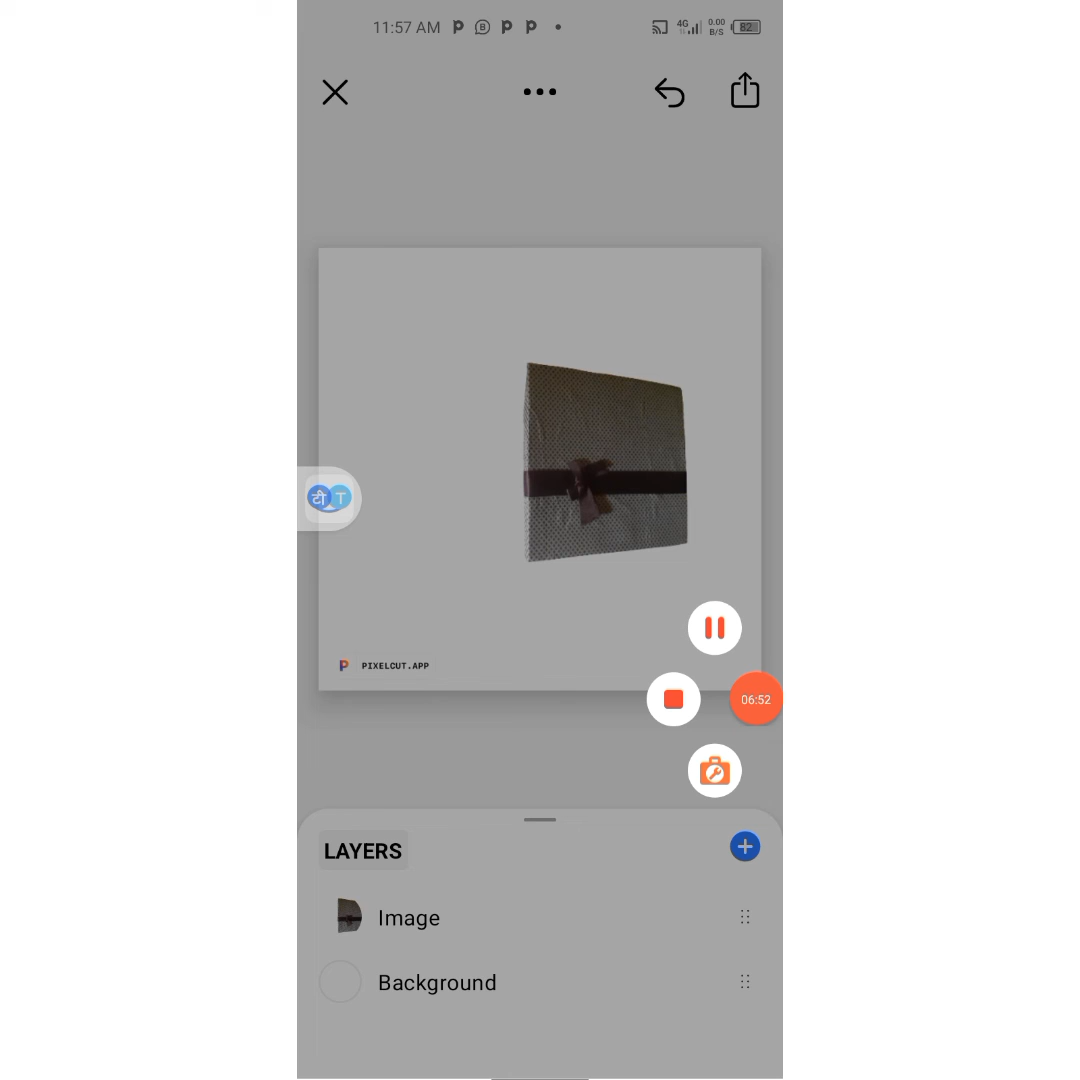 11:57 AM
4G
0.00
B/S
82
टी T
PIXELCUT.APP
06:52
LAYERS
Image
Background